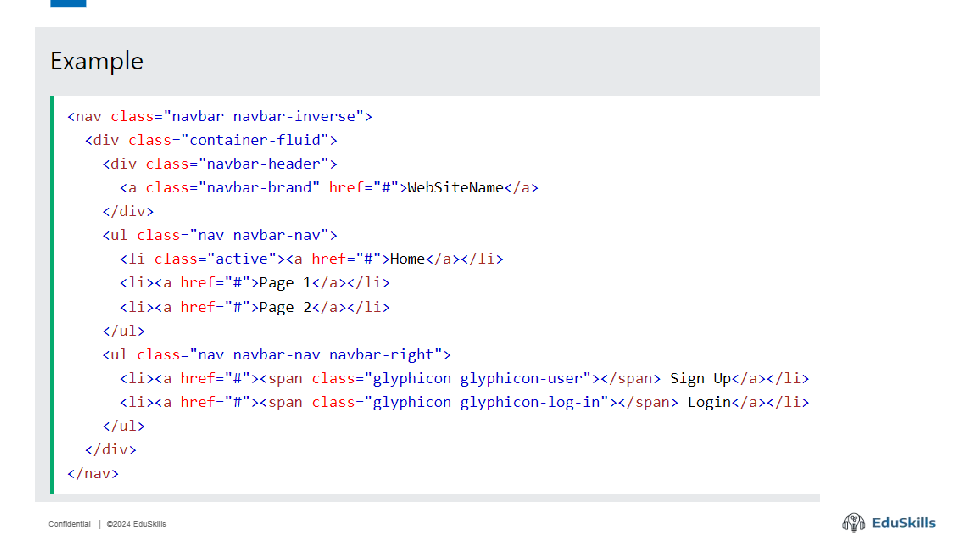 Example
<nav class="navbar navbar-inverse">
<div class="container-fluid">
<div class="navbar-header">
<a class="navbar-brand" href="#">WebSiteName</a>
</div>
<ul class="nav navbar-nav">
<li class="active"><a href="#">Home</a></li>
<li><a href="#">Page 1</a></li>
<li><a href="#">Page 2</a></li>
</ul>
<ul class="nav navbar-nav navbar-right">
<li><a href="#"><span class="glyphicon glyphicon-user"></span> Sign Up</a></li>
<li><a href="#"><span class="glyphicon glyphicon-log-in"></span> Login</a></li>
</ul>
</div>
</nav>
Confidential | ©2024 EduSkills
EduSkills